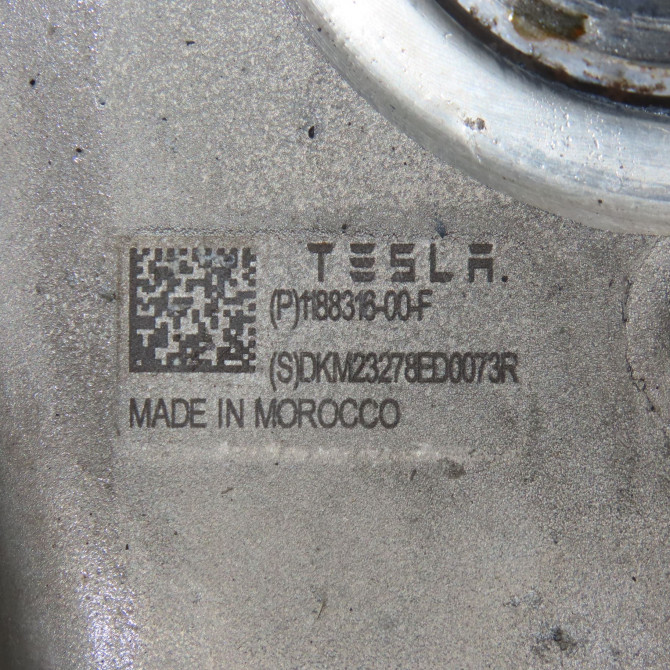 TESLA.
(P)1188316-00-F
(S)DKM23278ED0073R
MADE IN MOROCCO